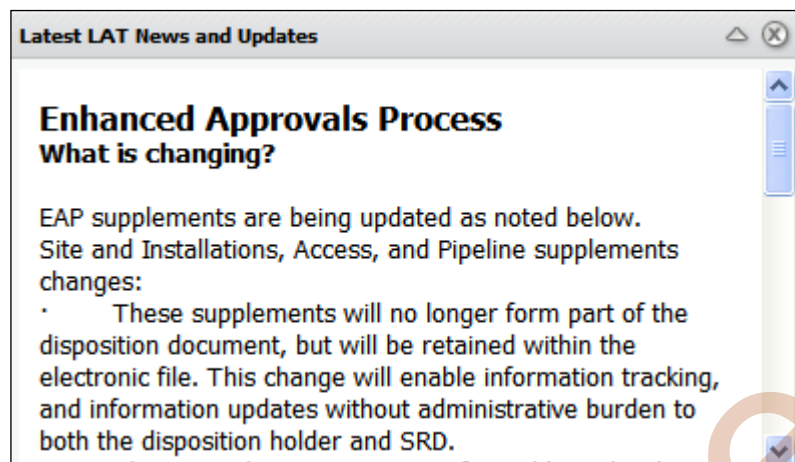 Latest LAT News and Updates
Enhanced Approvals Process
What is changing?
EAP supplements are being updated as noted below.
Site and Installations, Access, and Pipeline supplements
changes:
· These supplements will no longer form part of the
disposition document, but will be retained within the
electronic file. This change will enable information tracking,
and information updates without administrative burden to
both the disposition holder and SRD.